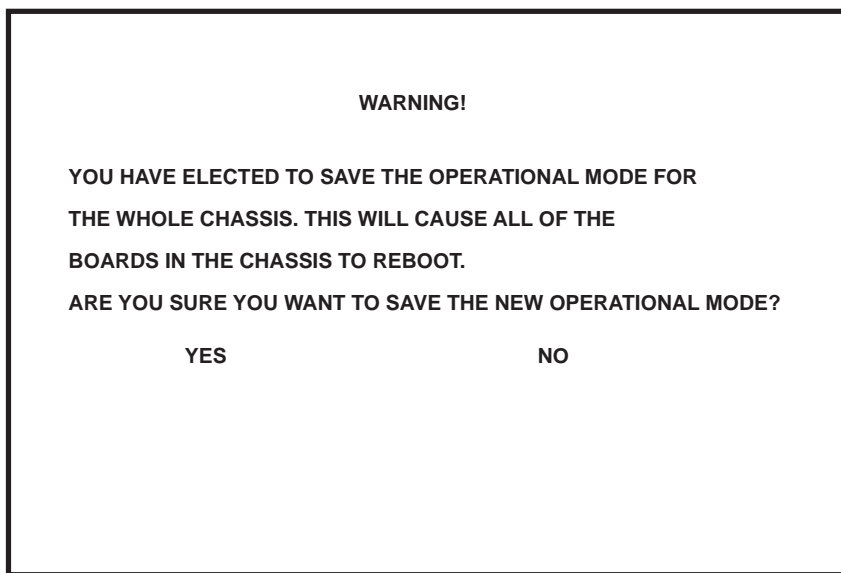 WARNING!
YOU HAVE ELECTED TO SAVE THE OPERATIONAL MODE FOR
THE WHOLE CHASSIS. THIS WILL CAUSE ALL OF THE
BOARDS IN THE CHASSIS TO REBOOT.
ARE YOU SURE YOU WANT TO SAVE THE NEW OPERATIONAL MODE?
YES NO